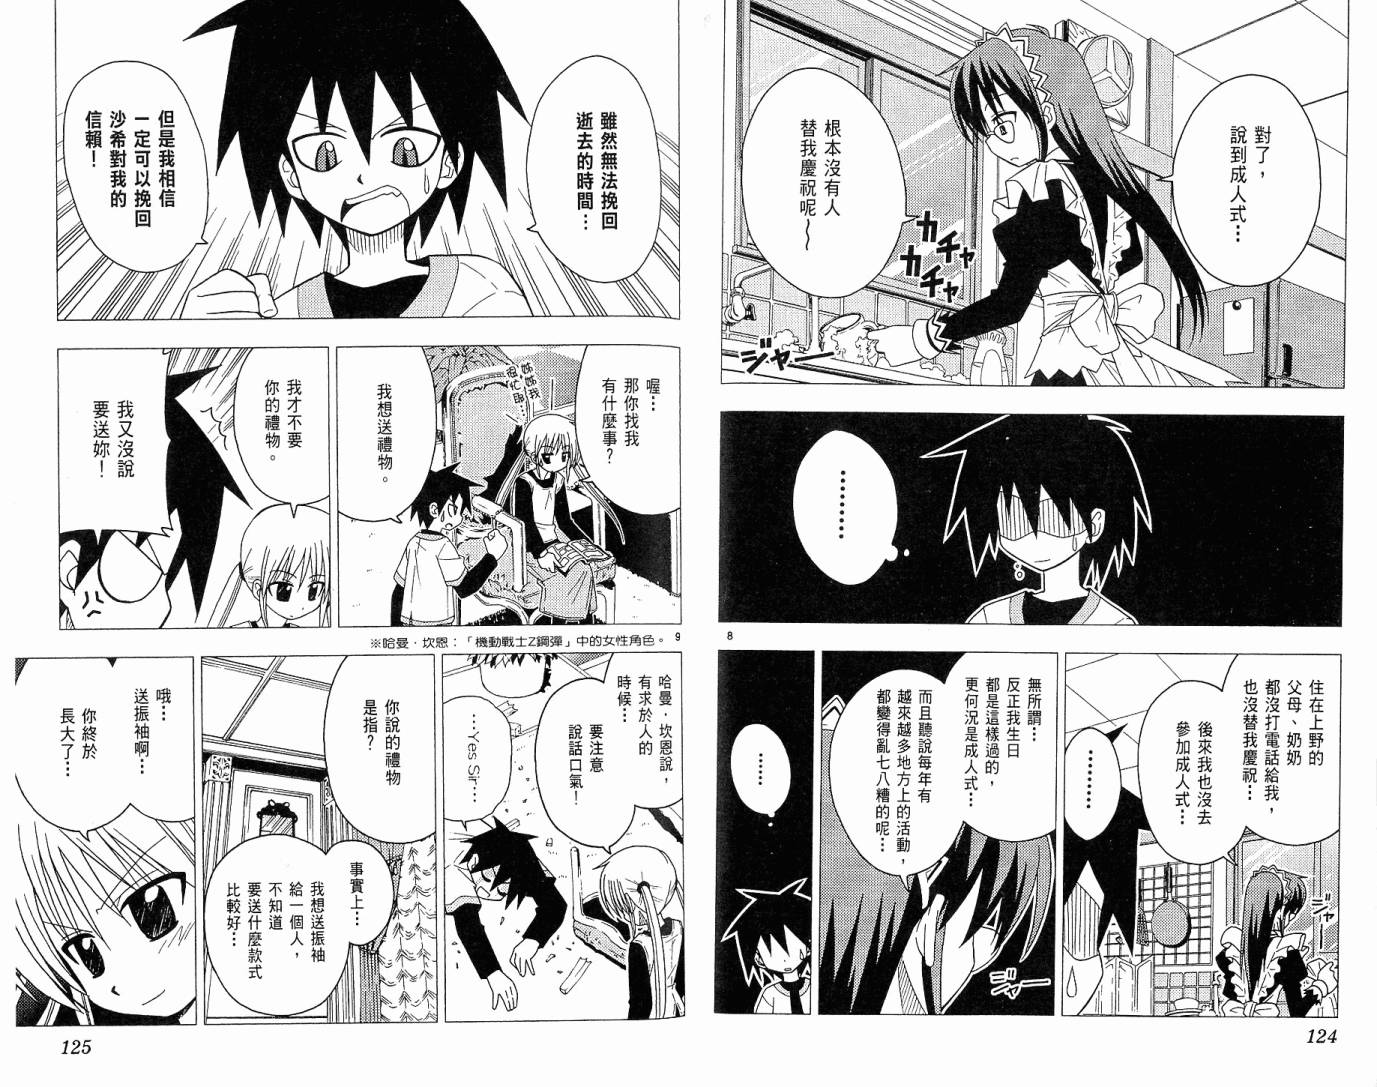 對了，
說到成人式…
根本沒有人
替我慶祝呢～
カチャ
カチャ
ジャー
………
住在上野的
父母、奶奶
都沒打電話給我，
也沒替我慶祝…
後來我也沒去
參加成人式…
………
ジャー
無所謂…
反正我生日
都是這樣過的，
更何況是成人式…
而且聽說每年有
越來越多地方上的活動，
都變得亂七八糟的呢…
ジャー
……
8
124
雖然無法挽回
逝去的時間…
但是我相信
一定可以挽回
沙希對我的
信賴！
喔…
那你找我
有什麼事？
姊姊我
很忙耶…
我想送禮物。
我才不要
你的禮物。
我又沒說
要送妳！
※哈曼·坎恩：「機動戰士Z鋼彈」中的女性角色。
9
哈曼·坎恩說，
有求於人的
時候…
要注意
說話口氣！
…Yes Sir…
你說的禮物
是指？
事實上…
我想送振袖
給一個人，
不知道
要送什麼款式
比較好…
哦…
送振袖啊…
你終於
長大了…
125